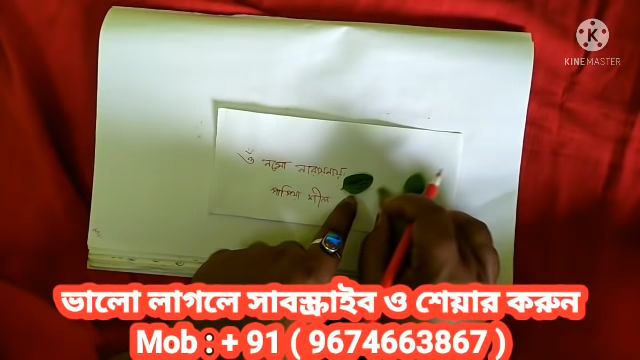 KINEMASTER
ওঁ নমো নারায়নায়
পাপিয়া শীল
ভালো লাগলে সাবস্ক্রাইব ও শেয়ার করুন
Mob : + 91 ( 9674663867 )